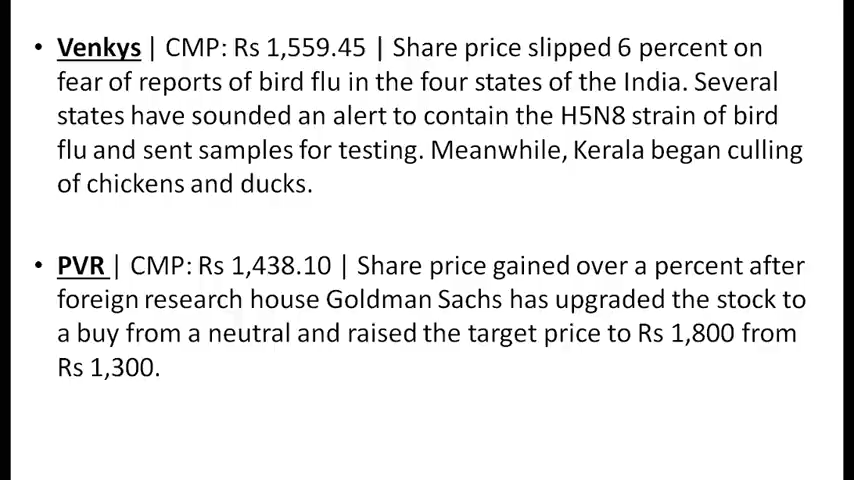 • Venkys | CMP: Rs 1,559.45 | Share price slipped 6 percent on
fear of reports of bird flu in the four states of the India. Several
states have sounded an alert to contain the H5N8 strain of bird
flu and sent samples for testing. Meanwhile, Kerala began culling
of chickens and ducks.
• PVR | CMP: Rs 1,438.10 | Share price gained over a percent after
foreign research house Goldman Sachs has upgraded the stock to
a buy from a neutral and raised the target price to Rs 1,800 from
Rs 1,300.